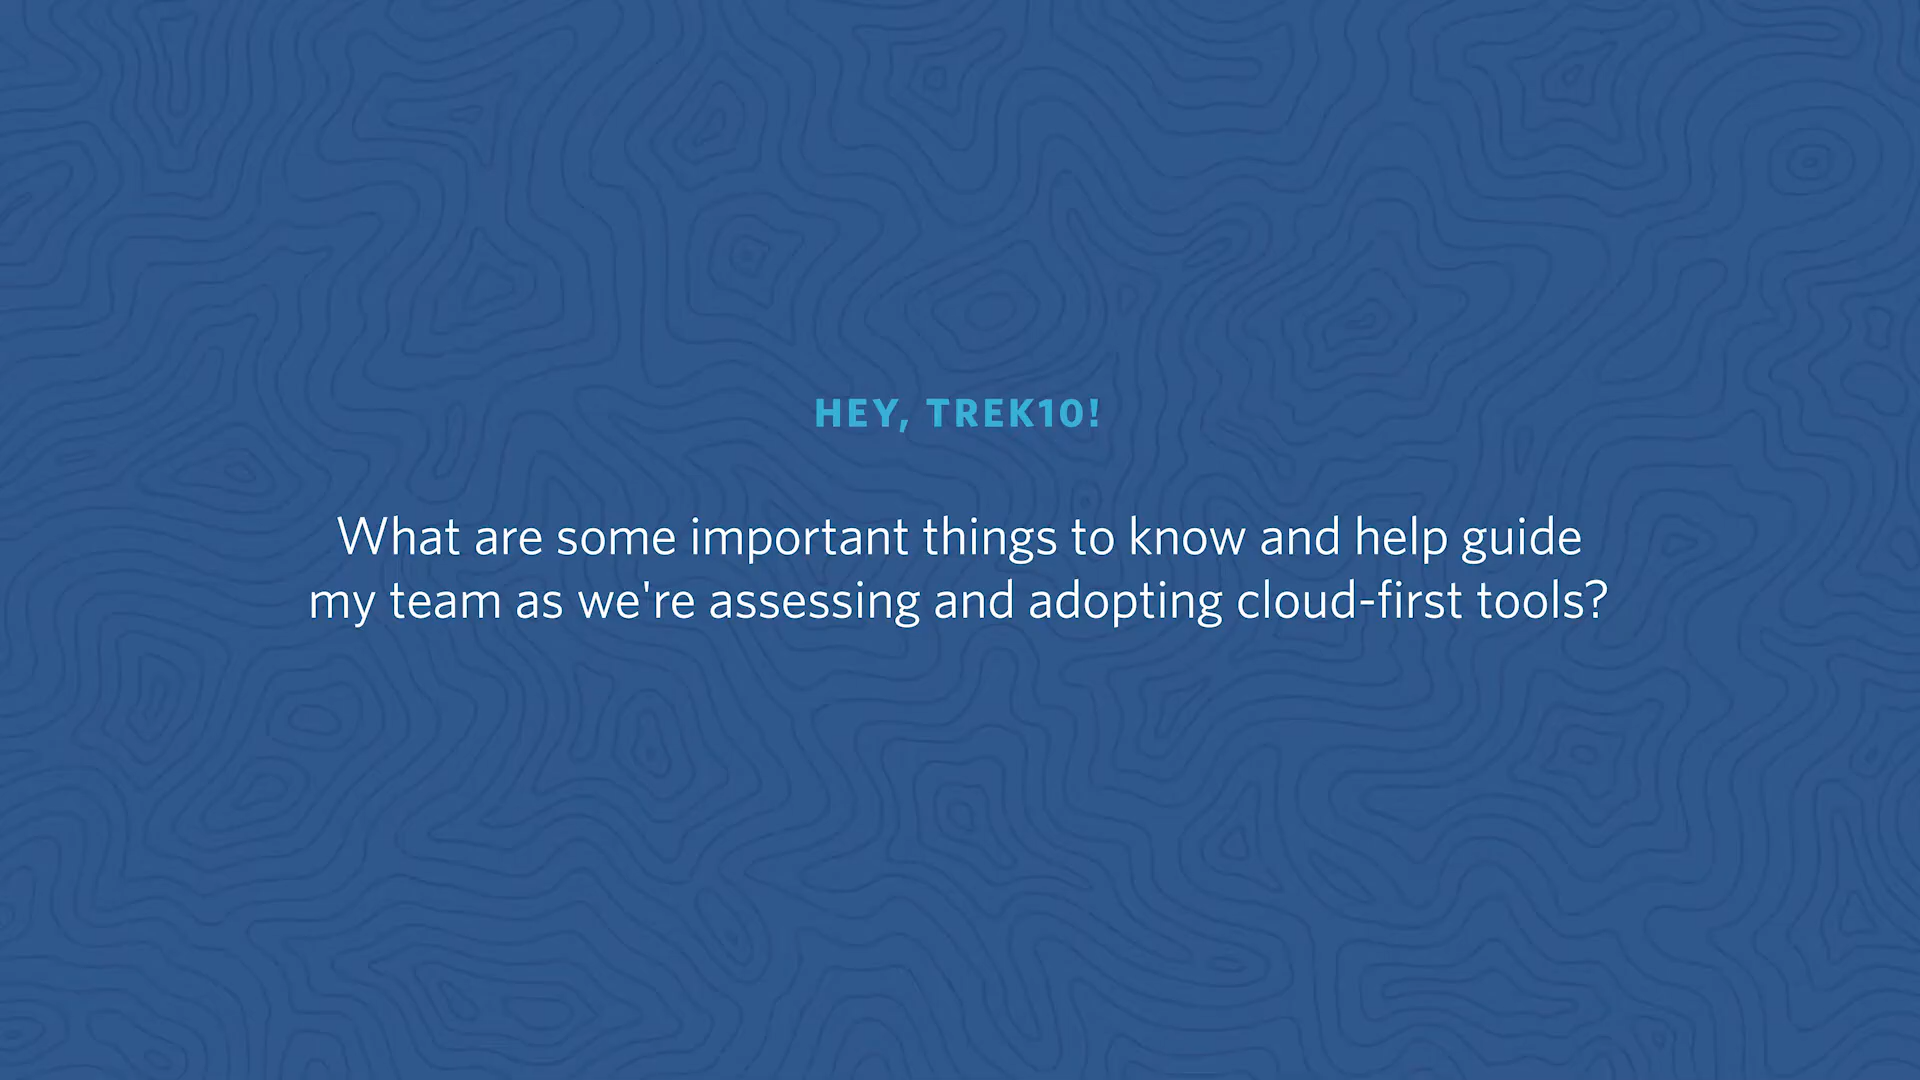 HEY, TREK10!
What are some important things to know and help guide
my team as we're assessing and adopting cloud-first tools?